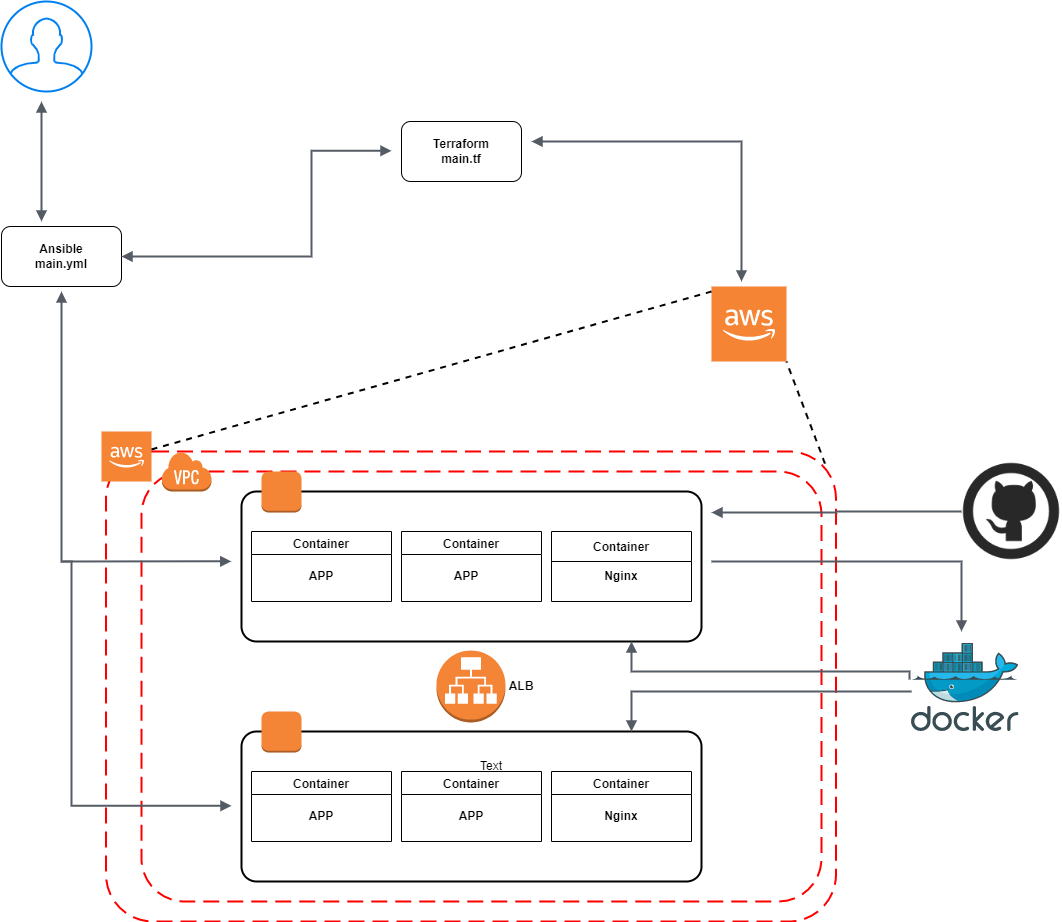 Terraform
main.tf
Ansible
main.yml
aws
aws
VPC
Container
Container
Container
APP
APP
Nginx
ALB
docker
Text
Container
Container
Container
APP
APP
Nginx